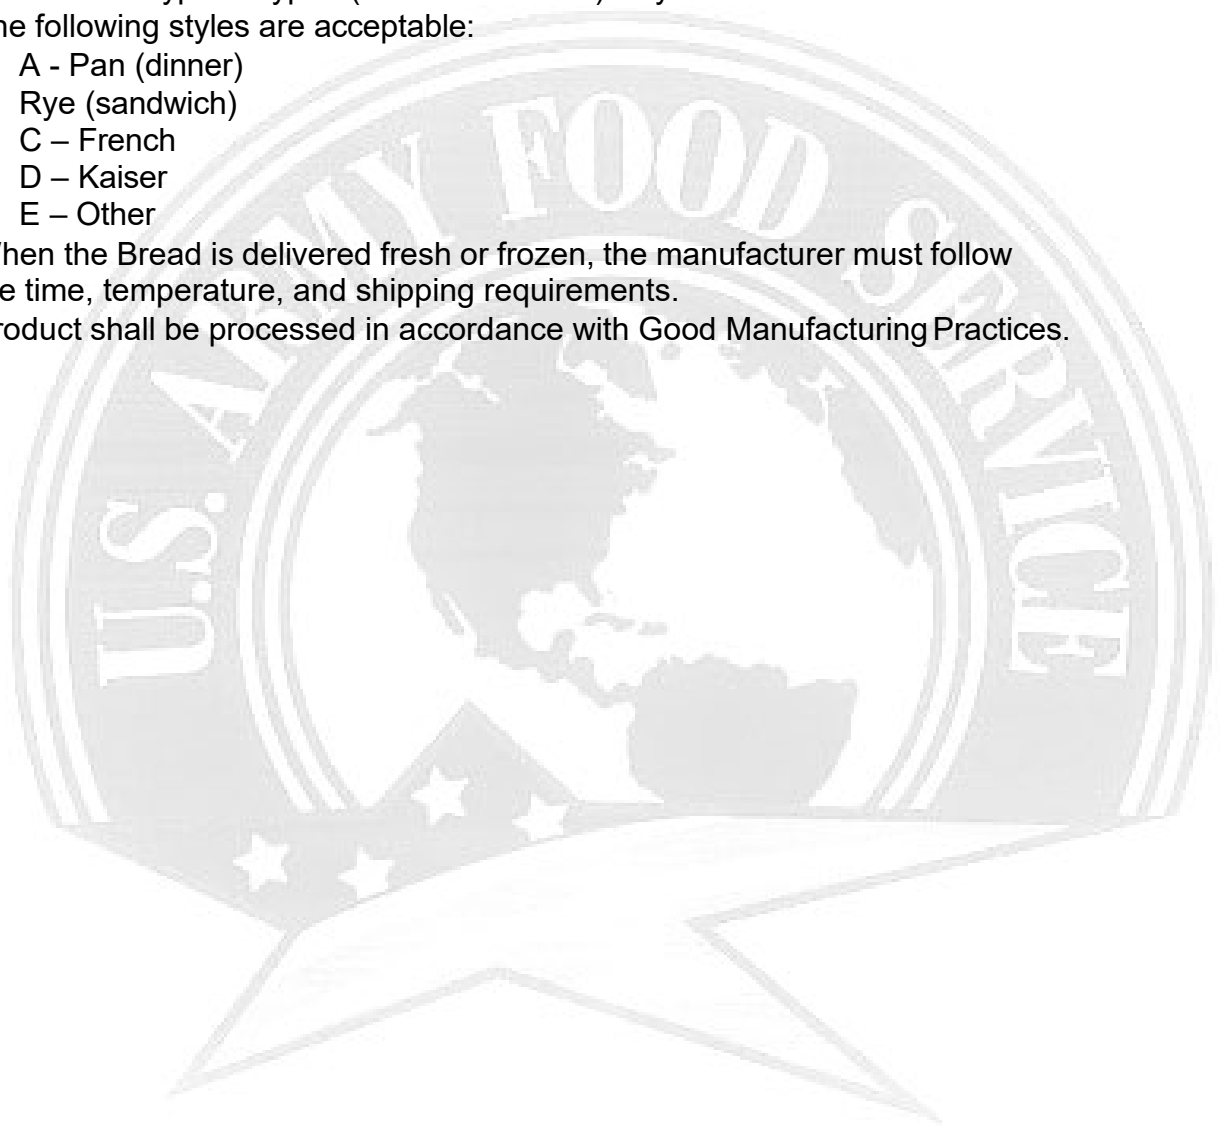 he following styles are acceptable:
A - Pan (dinner)
Rye (sandwich)
C – French
D – Kaiser
E – Other
hen the Bread is delivered fresh or frozen, the manufacturer must follow
e time, temperature, and shipping requirements.
roduct shall be processed in accordance with Good Manufacturing Practices.
U.S. ARMY FOOD SERVICE